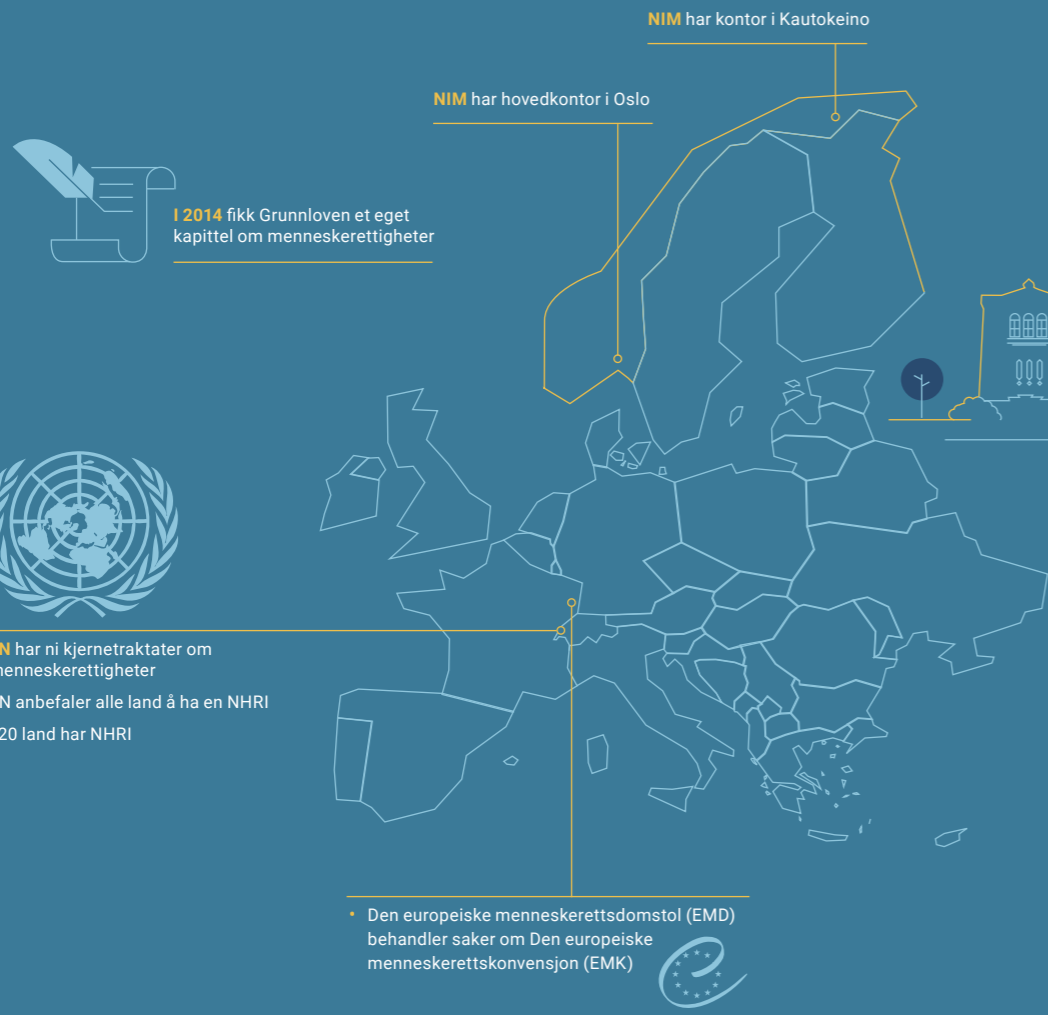 NIM har kontor i Kautokeino
NIM har hovedkontor i Oslo
I 2014 fikk Grunnloven et eget
kapittel om menneskerettigheter
N har ni kjernetraktater om
menneskerettigheter
N anbefaler alle land å ha en NHRI
20 land har NHRI
Den europeiske menneskerettsdomstol (EMD)
behandler saker om Den europeiske
menneskerettskonvensjon (EMK)